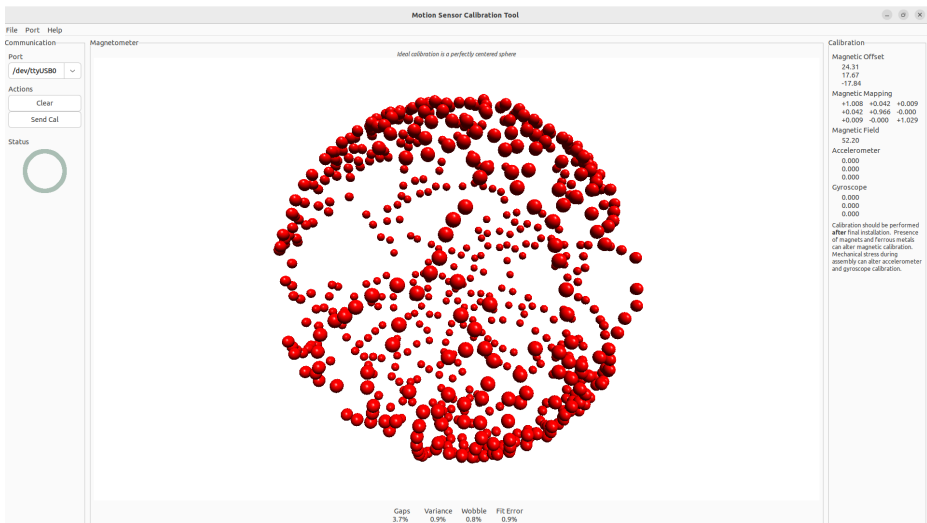 Motion Sensor Calibration Tool
File Port Help
Communication
Port
/dev/ttyUSB0
Actions
Clear
Send Cal
Status
Magnetometer
Ideal calibration is a perfectly centered sphere
Gaps Variance Wobble Fit Error
3.7% 0.9% 0.8% 0.9%
Calibration
Magnetic Offset
24.31
17.67
-17.84
Magnetic Mapping
+1.008 +0.042 +0.009
+0.042 +0.966 -0.000
+0.009 -0.000 +1.029
Magnetic Field
52.20
Accelerometer
0.000
0.000
0.000
Gyroscope
0.000
0.000
0.000
Calibration should be performed
after final installation. Presence
of magnets and ferrous metals
can alter magnetic calibration.
Mechanical stress during
assembly can alter accelerometer
and gyroscope calibration.